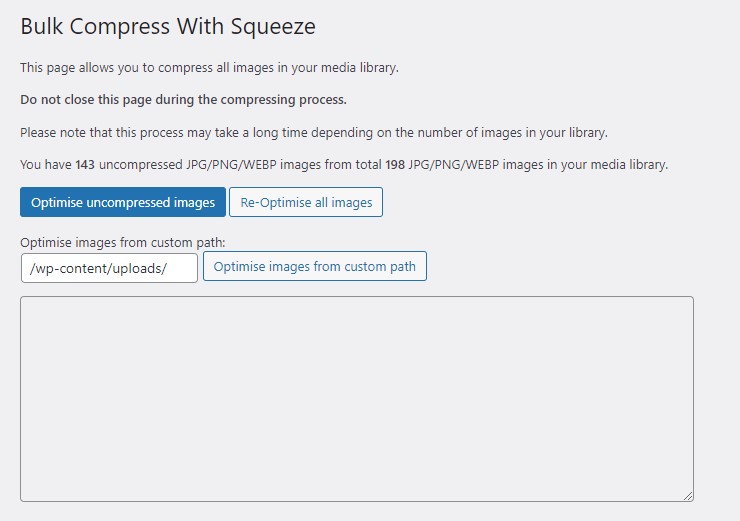 Bulk Compress With Squeeze
This page allows you to compress all images in your media library.
Do not close this page during the compressing process.
Please note that this process may take a long time depending on the number of images in your library.
You have 143 uncompressed JPG/PNG/WEBP images from total 198 JPG/PNG/WEBP images in your media library.
Optimise uncompressed images Re-Optimise all images
Optimise images from custom path:
/wp-content/uploads/ Optimise images from custom path